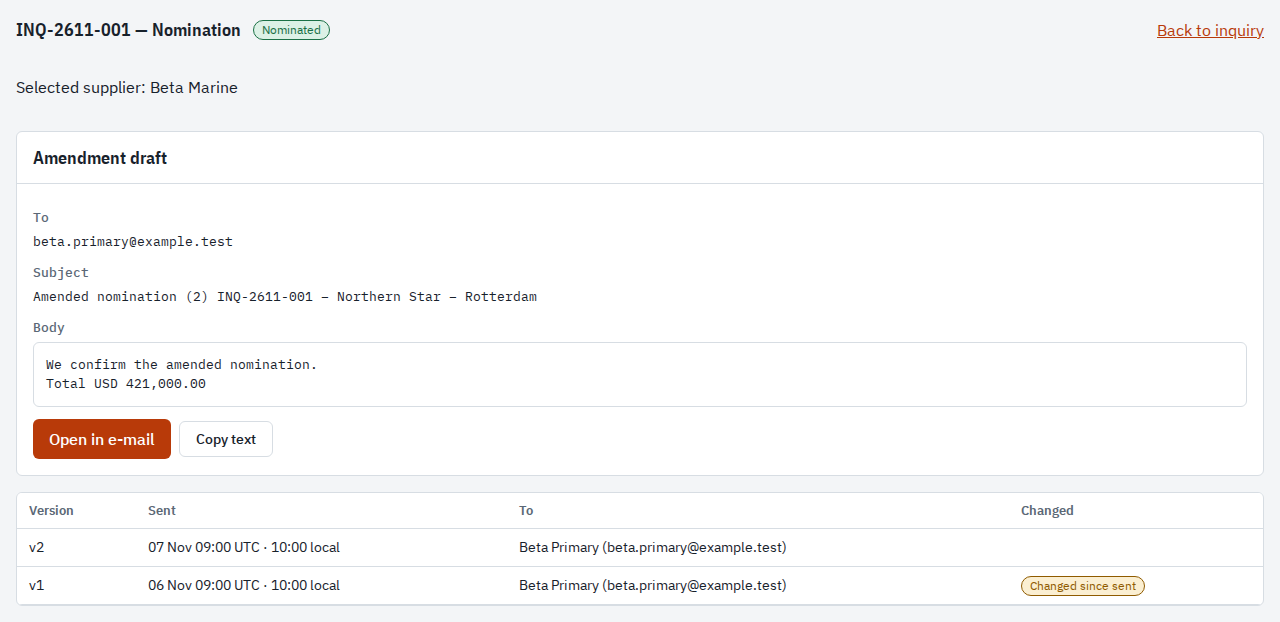 INQ-2611-001 — Nomination Nominated Back to inquiry
Selected supplier: Beta Marine
Amendment draft
To
beta.primary@example.test
Subject
Amended nomination (2) INQ-2611-001 – Northern Star – Rotterdam
Body
We confirm the amended nomination.
Total USD 421,000.00
Open in e-mail Copy text
Version Sent To Changed
v2 07 Nov 09:00 UTC · 10:00 local Beta Primary (beta.primary@example.test)
v1 06 Nov 09:00 UTC · 10:00 local Beta Primary (beta.primary@example.test) Changed since sent